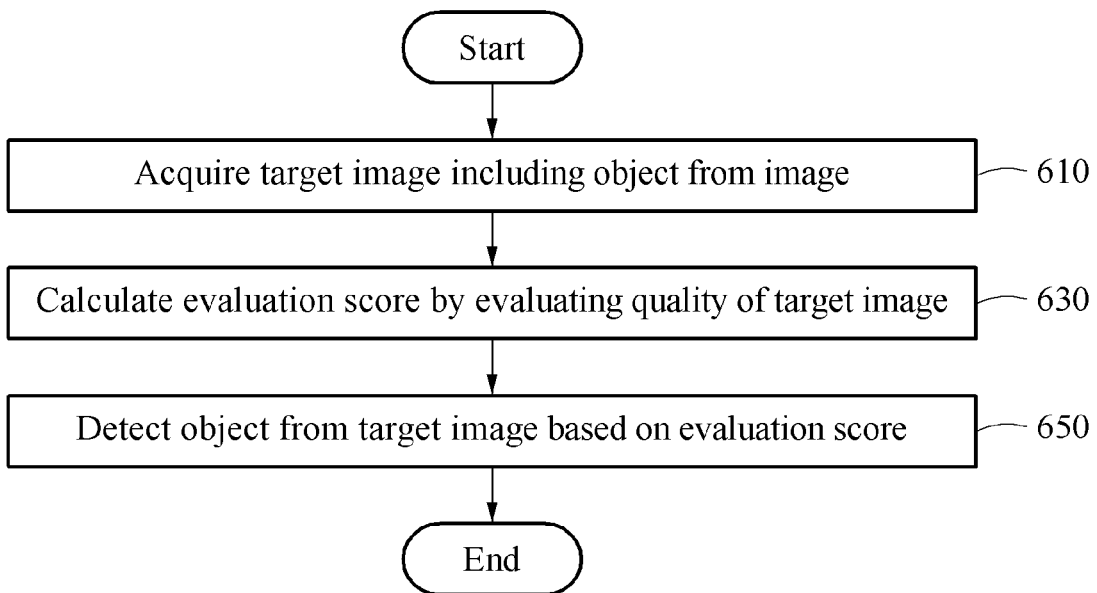 Start
Acquire target image including object from image
610
Calculate evaluation score by evaluating quality of target image
630
Detect object from target image based on evaluation score
650
End